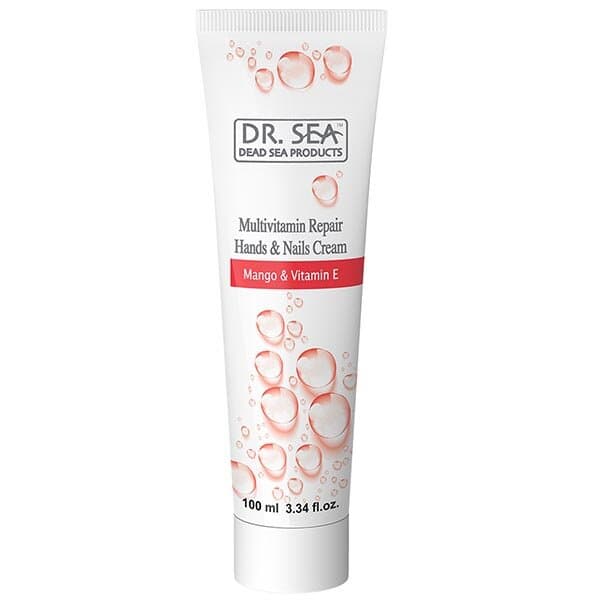 DR. SEA™
DEAD SEA PRODUCTS
Multivitamin Repair
Hands & Nails Cream
Mango & Vitamin E
100 ml 3.34 fl.oz.